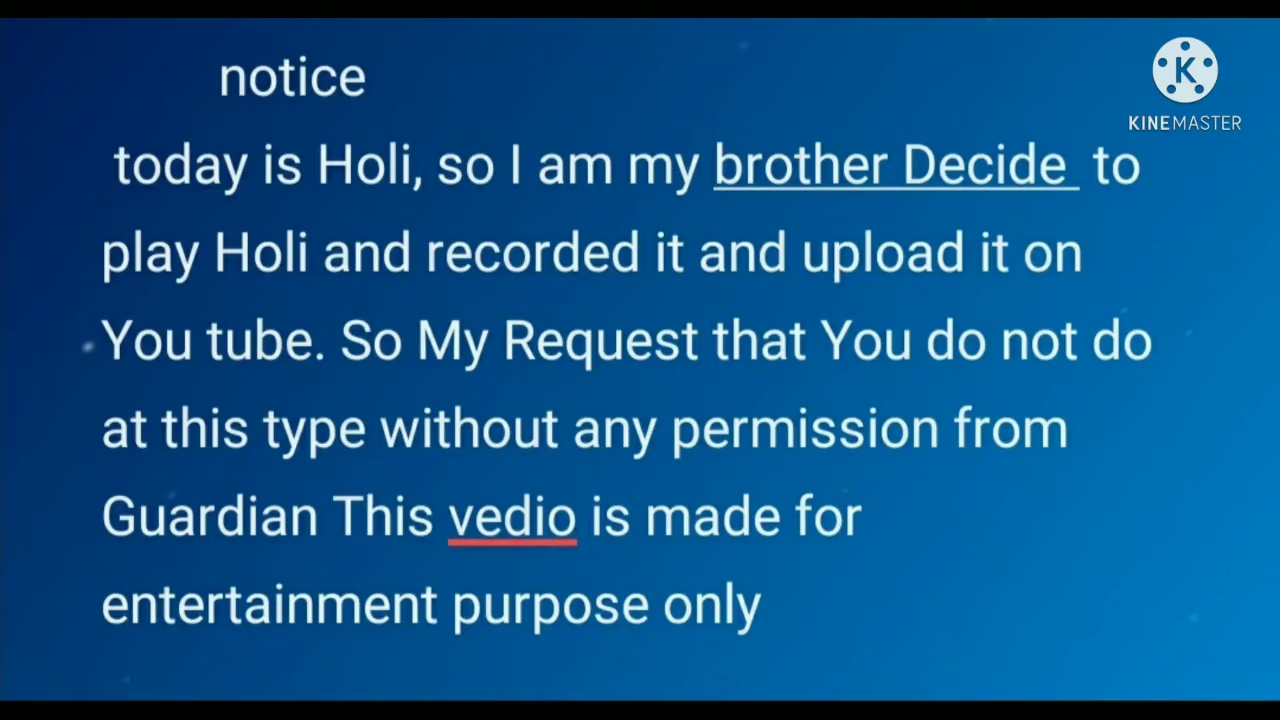 notice
K
KINEMASTER
today is Holi, so I am my brother Decide to
play Holi and recorded it and upload it on
You tube. So My Request that You do not do
at this type without any permission from
Guardian This vedio is made for
entertainment purpose only